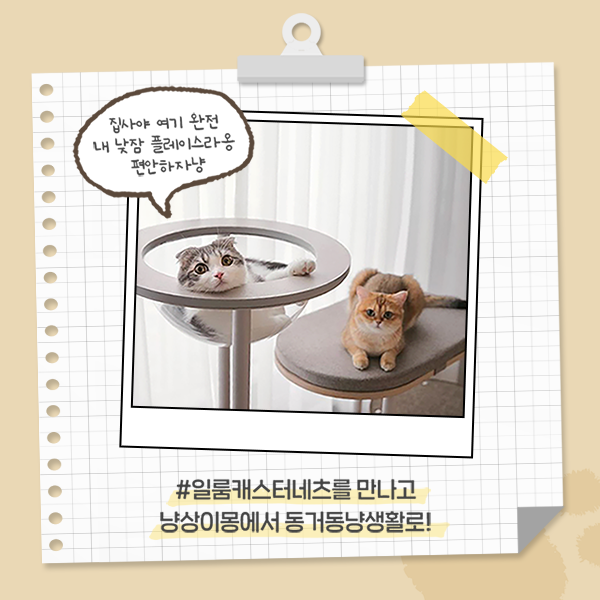 집사야 여기 완전
내 낮잠 플레이스라옹
편안하자냥
#일룸캐스터네츠를 만나고
냥상이몽에서 동거동냥생활로!